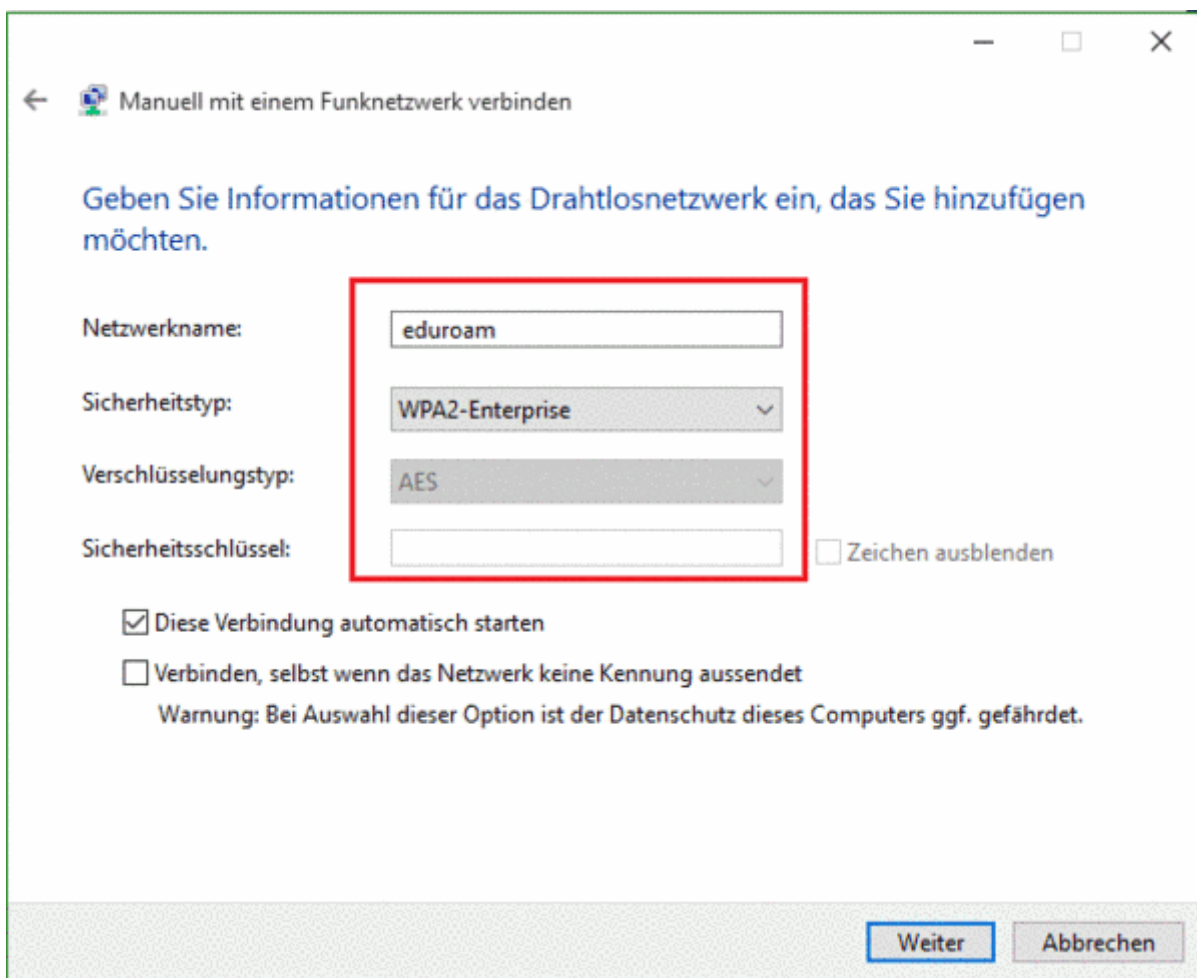 Manuell mit einem Funknetzwerk verbinden
Geben Sie Informationen für das Drahtlosnetzwerk ein, das Sie hinzufügen
möchten.
Netzwerkname: eduroam
Sicherheitstyp: WPA2-Enterprise
Verschlüsselungstyp: AES
Sicherheitsschlüssel: Zeichen ausblenden
Diese Verbindung automatisch starten
Verbinden, selbst wenn das Netzwerk keine Kennung aussendet
Warnung: Bei Auswahl dieser Option ist der Datenschutz dieses Computers ggf. gefährdet.
Weiter Abbrechen